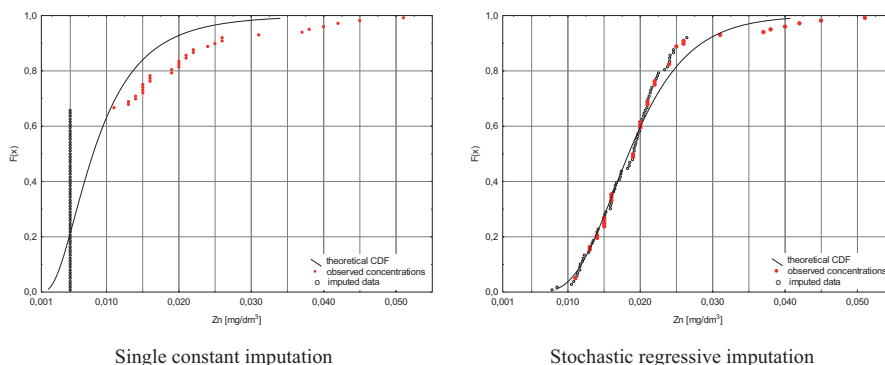 1,0
0,8
0,6
0,4
0,2
0,0
F(x)
0,001 0,010 0,020 0,030 0,040 0,050
Zn [mg/dm³]
theoretical CDF
observed concentrations
imputed data
Single constant imputation
1,0
0,8
0,6
0,4
0,2
0,0
F(x)
0,001 0,010 0,020 0,030 0,040 0,050
Zn [mg/dm³]
theoretical CDF
observed concentrations
imputed data
Stochastic regressive imputation